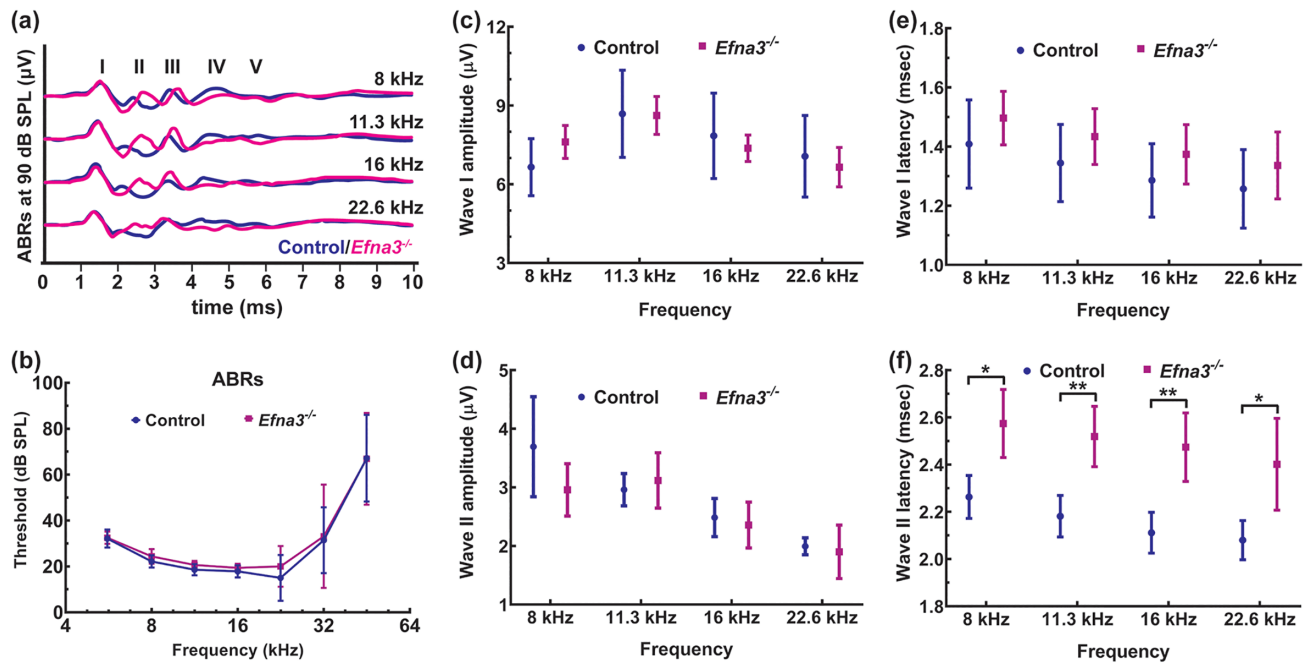 (a)
ABRs at 90 dB SPL (µV)
I II III IV V
8 kHz
11.3 kHz
16 kHz
22.6 kHz
Control/Efna3-/-
0 1 2 3 4 5 6 7 8 9 10
time (ms)
(b)
ABRs
Control Efna3-/-
Threshold (dB SPL)
100
80
60
40
20
0
4 8 16 32 64
Frequency (kHz)
(c)
Control Efna3-/-
Wave I amplitude (µV)
12
9
6
3
8 kHz 11.3 kHz 16 kHz 22.6 kHz
Frequency
(d)
Control Efna3-/-
Wave II amplitude (µV)
5
4
3
2
1
8 kHz 11.3 kHz 16 kHz 22.6 kHz
Frequency
(e)
Control Efna3-/-
Wave I latency (msec)
1.8
1.6
1.4
1.2
1.0
8 kHz 11.3 kHz 16 kHz 22.6 kHz
Frequency
(f)
Control Efna3-/-
Wave II latency (msec)
2.8
2.6
2.4
2.2
2.0
1.8
* ** ** *
8 kHz 11.3 kHz 16 kHz 22.6 kHz
Frequency